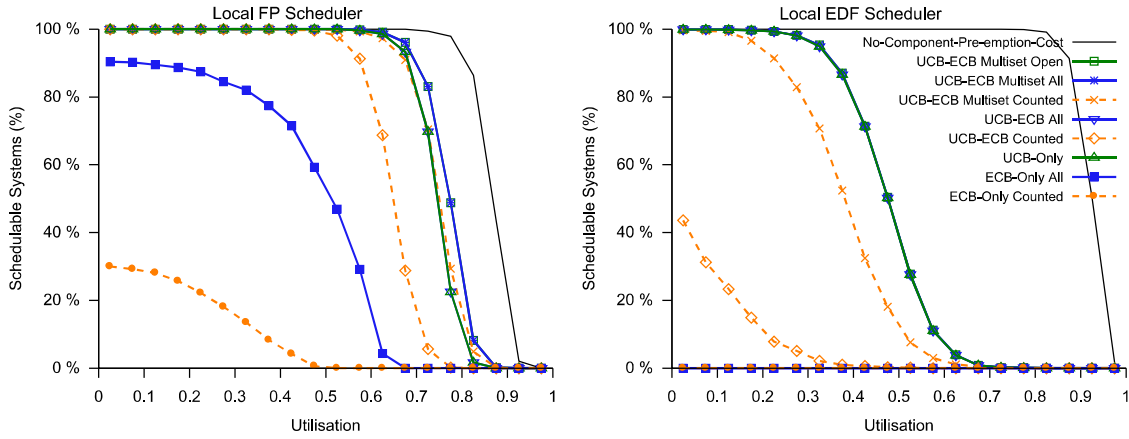 Local FP Scheduler
100 %
80 %
60 %
40 %
20 %
0 %
Schedulable Systems (%)
0 0.1 0.2 0.3 0.4 0.5 0.6 0.7 0.8 0.9 1
Utilisation
Local EDF Scheduler
No-Component-Pre-emption-Cost
UCB-ECB Multiset Open
UCB-ECB Multiset All
UCB-ECB Multiset Counted
UCB-ECB All
UCB-ECB Counted
UCB-Only
ECB-Only All
ECB-Only Counted
100 %
80 %
60 %
40 %
20 %
0 %
Schedulable Systems (%)
0 0.1 0.2 0.3 0.4 0.5 0.6 0.7 0.8 0.9 1
Utilisation